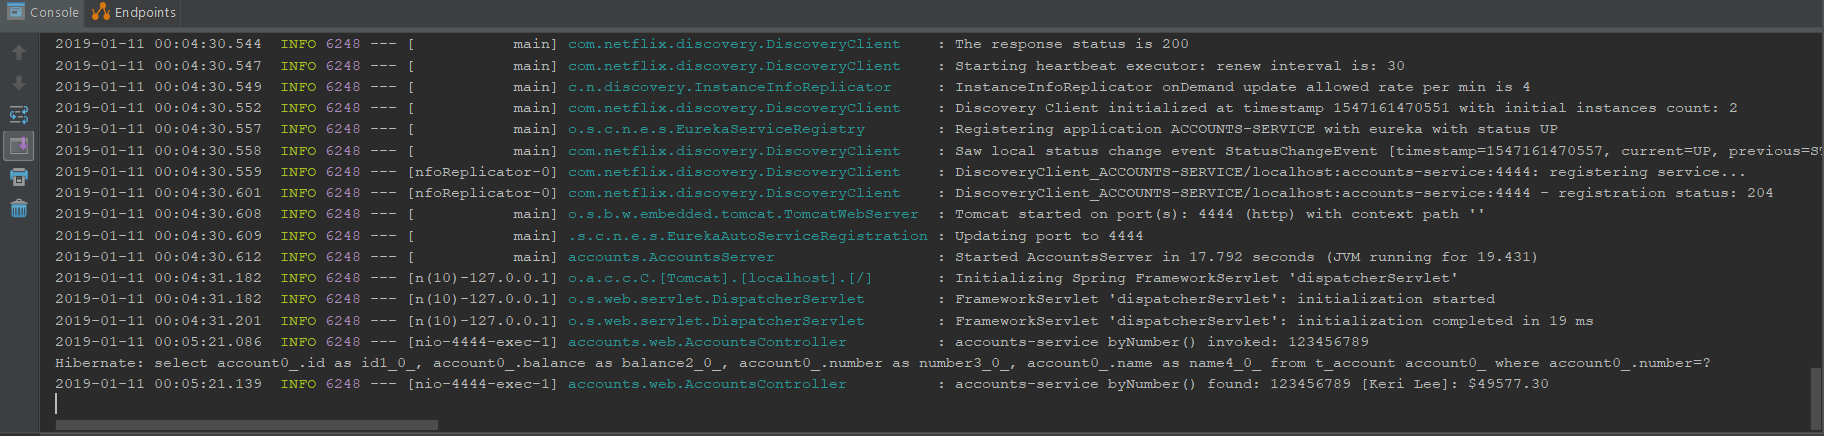 Console Endpoints
2019-01-11 00:04:30.544  INFO 6248 --- [           main] com.netflix.discovery.DiscoveryClient    : The response status is 200
2019-01-11 00:04:30.547  INFO 6248 --- [           main] com.netflix.discovery.DiscoveryClient    : Starting heartbeat executor: renew interval is: 30
2019-01-11 00:04:30.549  INFO 6248 --- [           main] c.n.discovery.InstanceInfoReplicator     : InstanceInfoReplicator onDemand update allowed rate per min is 4
2019-01-11 00:04:30.552  INFO 6248 --- [           main] com.netflix.discovery.DiscoveryClient    : Discovery Client initialized at timestamp 1547161470551 with initial instances count: 2
2019-01-11 00:04:30.557  INFO 6248 --- [           main] o.s.c.n.e.s.EurekaServiceRegistry        : Registering application ACCOUNTS-SERVICE with eureka with status UP
2019-01-11 00:04:30.558  INFO 6248 --- [           main] com.netflix.discovery.DiscoveryClient    : Saw local status change event StatusChangeEvent [timestamp=1547161470557, current=UP, previous=S
2019-01-11 00:04:30.559  INFO 6248 --- [nfoReplicator-0] com.netflix.discovery.DiscoveryClient    : DiscoveryClient_ACCOUNTS-SERVICE/localhost:accounts-service:4444: registering service...
2019-01-11 00:04:30.601  INFO 6248 --- [nfoReplicator-0] com.netflix.discovery.DiscoveryClient    : DiscoveryClient_ACCOUNTS-SERVICE/localhost:accounts-service:4444 - registration status: 204
2019-01-11 00:04:30.608  INFO 6248 --- [           main] o.s.b.w.embedded.tomcat.TomcatWebServer  : Tomcat started on port(s): 4444 (http) with context path ''
2019-01-11 00:04:30.609  INFO 6248 --- [           main] .s.c.n.e.s.EurekaAutoServiceRegistration : Updating port to 4444
2019-01-11 00:04:30.612  INFO 6248 --- [           main] accounts.AccountsServer                  : Started AccountsServer in 17.792 seconds (JVM running for 19.431)
2019-01-11 00:04:31.182  INFO 6248 --- [n(10)-127.0.0.1] o.a.c.c.C.[Tomcat].[localhost].[/]       : Initializing Spring FrameworkServlet 'dispatcherServlet'
2019-01-11 00:04:31.182  INFO 6248 --- [n(10)-127.0.0.1] o.s.web.servlet.DispatcherServlet        : FrameworkServlet 'dispatcherServlet': initialization started
2019-01-11 00:04:31.201  INFO 6248 --- [n(10)-127.0.0.1] o.s.web.servlet.DispatcherServlet        : FrameworkServlet 'dispatcherServlet': initialization completed in 19 ms
2019-01-11 00:05:21.086  INFO 6248 --- [nio-4444-exec-1] accounts.web.AccountsController          : accounts-service byNumber() invoked: 123456789
Hibernate: select account0_.id as id1_0_, account0_.balance as balance2_0_, account0_.number as number3_0_, account0_.name as name4_0_ from t_account account0_ where account0_.number=?
2019-01-11 00:05:21.139  INFO 6248 --- [nio-4444-exec-1] accounts.web.AccountsController          : accounts-service byNumber() found: 123456789 [Keri Lee]: $49577.30